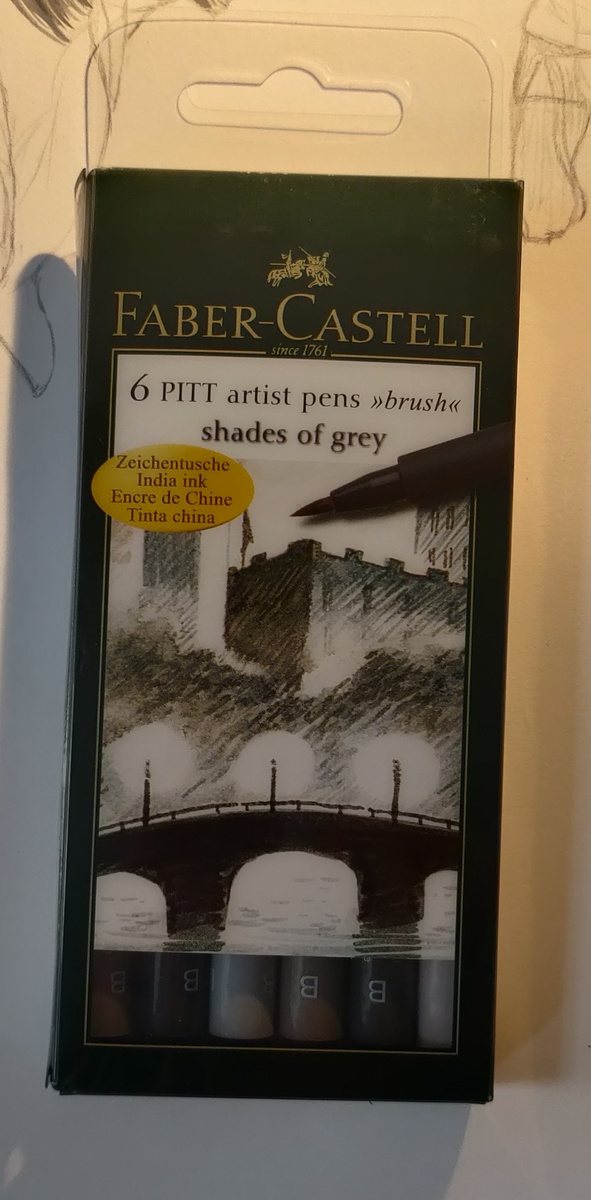 FABER-CASTELL
since 1761
6 PITT artist pens »brush«
shades of grey
Zeichentusche
India ink
Encre de Chine
Tinta china
B B B B B